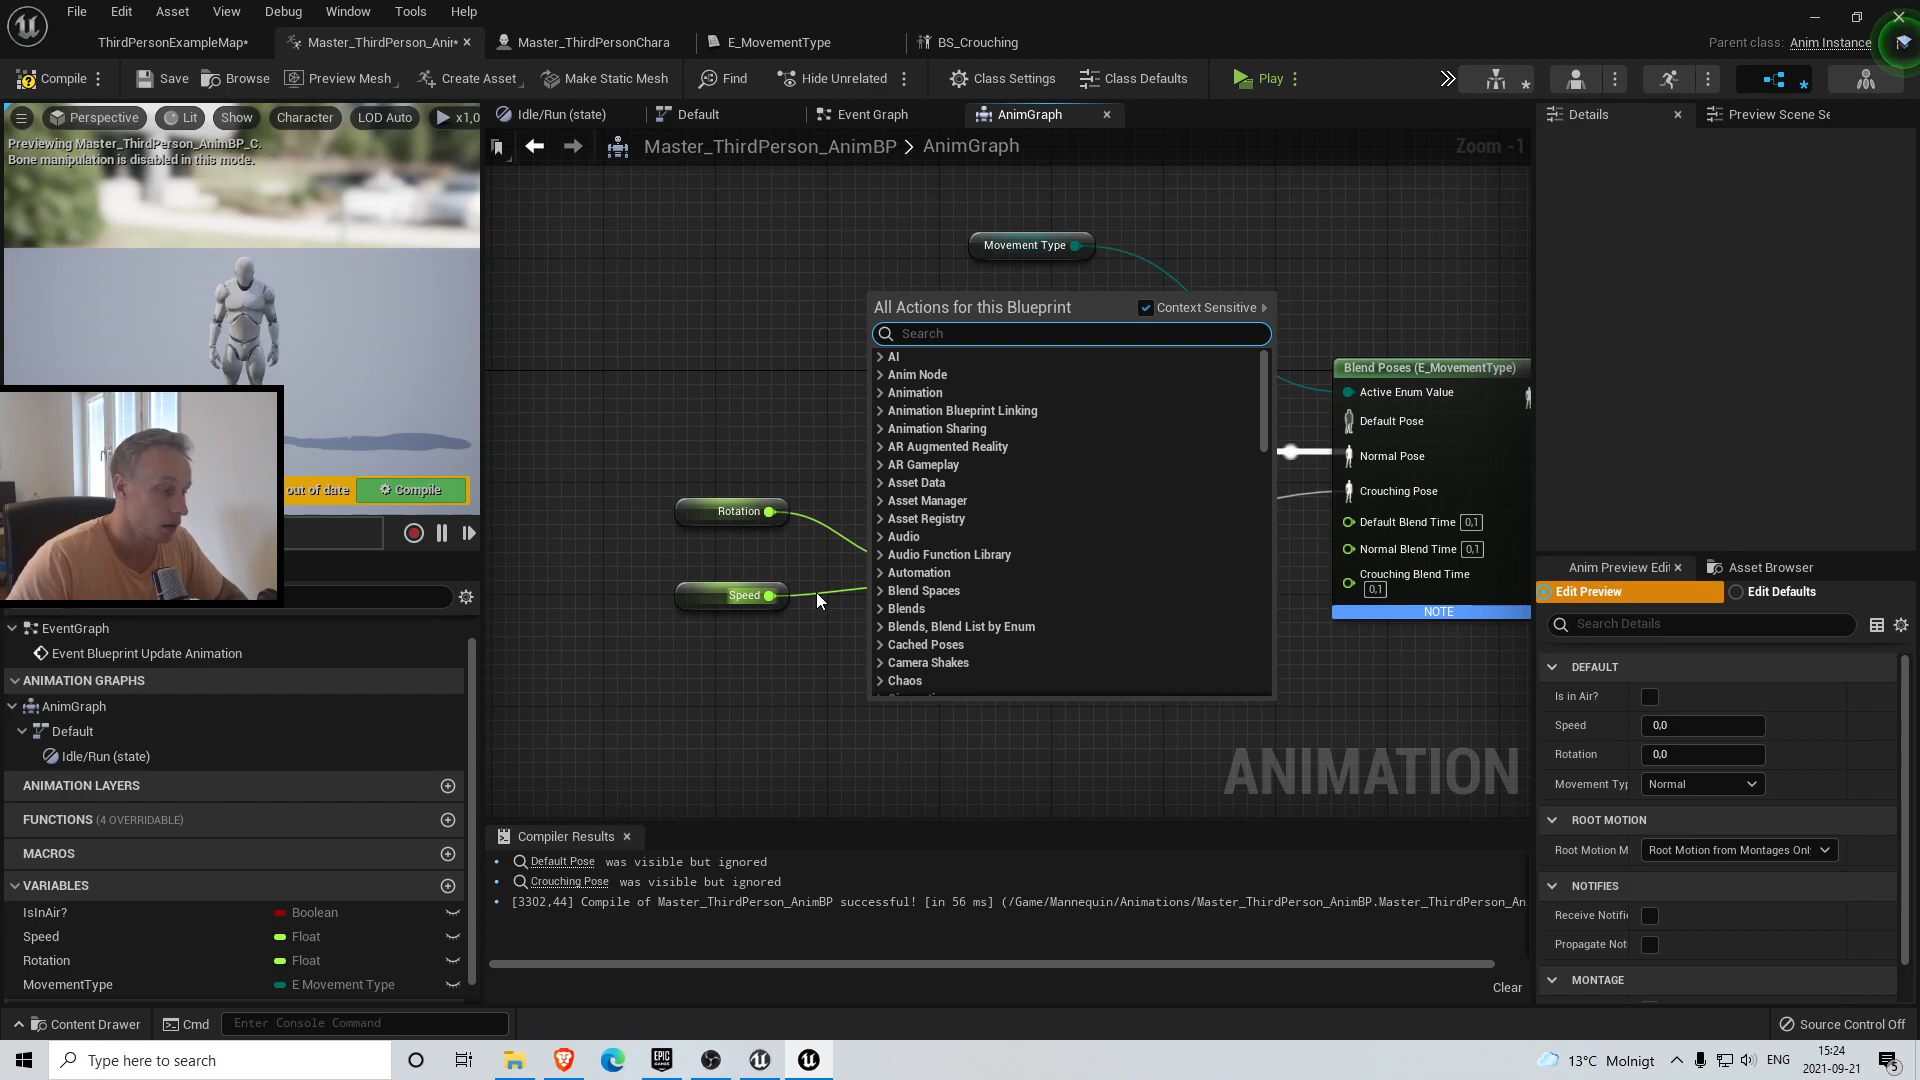 File Edit Asset View Debug Window Tools Help
ThirdPersonExampleMap* Master_ThirdPerson_Anir* Master_ThirdPersonChara E_MovementType BS_Crouching Parent class: Anim Instance
Compile Save Browse Preview Mesh Create Asset Make Static Mesh Find Hide Unrelated Class Settings Class Defaults Play
Perspective Lit Show Character LOD Auto x1,0
Previewing Master_ThirdPerson_AnimBP_C.
Bone manipulation is disabled in this mode.
out of date Compile
EventGraph
Event Blueprint Update Animation
ANIMATION GRAPHS
AnimGraph
Default
Idle/Run (state)
ANIMATION LAYERS
FUNCTIONS (4 OVERRIDABLE)
MACROS
VARIABLES
IsInAir? Boolean
Speed Float
Rotation Float
MovementType E Movement Type
Idle/Run (state) Default Event Graph AnimGraph
Master_ThirdPerson_AnimBP > AnimGraph Zoom -1
Movement Type
Rotation
Speed
All Actions for this Blueprint Context Sensitive
Search
AI
Anim Node
Animation
Animation Blueprint Linking
Animation Sharing
AR Augmented Reality
AR Gameplay
Asset Data
Asset Manager
Asset Registry
Audio
Audio Function Library
Automation
Blend Spaces
Blends
Blends, Blend List by Enum
Cached Poses
Camera Shakes
Chaos
Blend Poses (E_MovementType)
Active Enum Value
Default Pose
Normal Pose
Crouching Pose
Default Blend Time 0,1
Normal Blend Time 0,1
Crouching Blend Time
0,1
NOTE
ANIMATION
Compiler Results
Default Pose was visible but ignored
Crouching Pose was visible but ignored
[3302,44] Compile of Master_ThirdPerson_AnimBP successful! [in 56 ms] (/Game/Mannequin/Animations/Master_ThirdPerson_AnimBP.Master_ThirdPerson_An
Clear
Details Preview Scene Se
Anim Preview Edit Asset Browser
Edit Preview Edit Defaults
Search Details
DEFAULT
Is in Air?
Speed 0,0
Rotation 0,0
Movement Typ Normal
ROOT MOTION
Root Motion M Root Motion from Montages Onl
NOTIFIES
Receive Notifi
Propagate Not
MONTAGE
Content Drawer Cmd Enter Console Command Source Control Off
Type here to search EPIC GAMES 13°C Molnigt ENG 15:24
2021-09-21 5